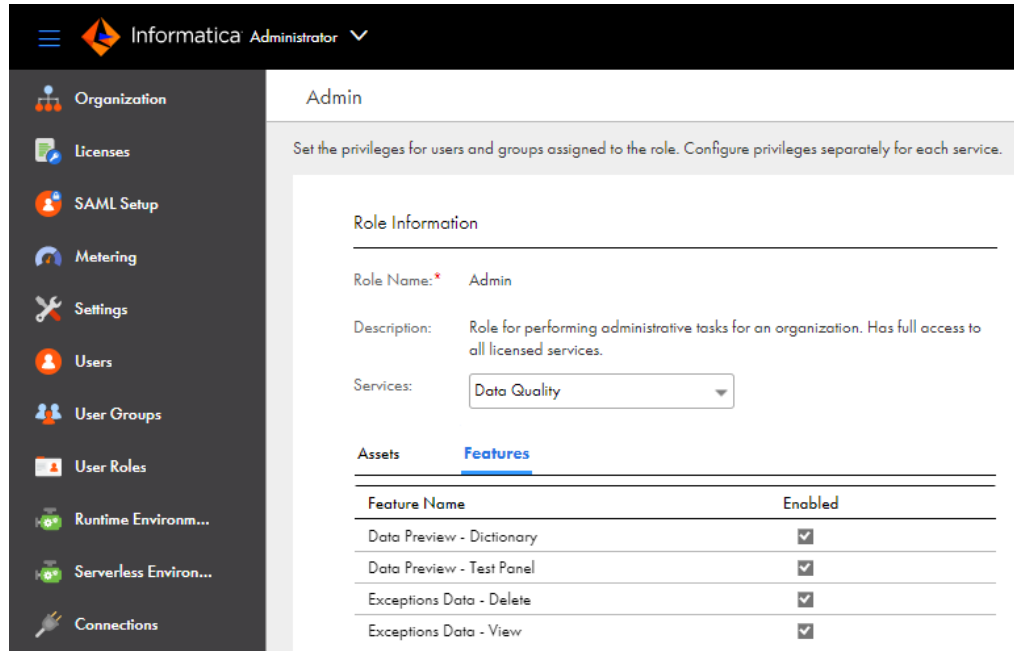 Informatica Administrator
Organization
Licenses
SAML Setup
Metering
Settings
Users
User Groups
User Roles
Runtime Environm...
Serverless Environ...
Connections
Admin
Set the privileges for users and groups assigned to the role. Configure privileges separately for each service.
Role Information
Role Name:* Admin
Description: Role for performing administrative tasks for an organization. Has full access to
all licensed services.
Services: Data Quality
Assets Features
Feature Name Enabled
Data Preview - Dictionary
Data Preview - Test Panel
Exceptions Data - Delete
Exceptions Data - View